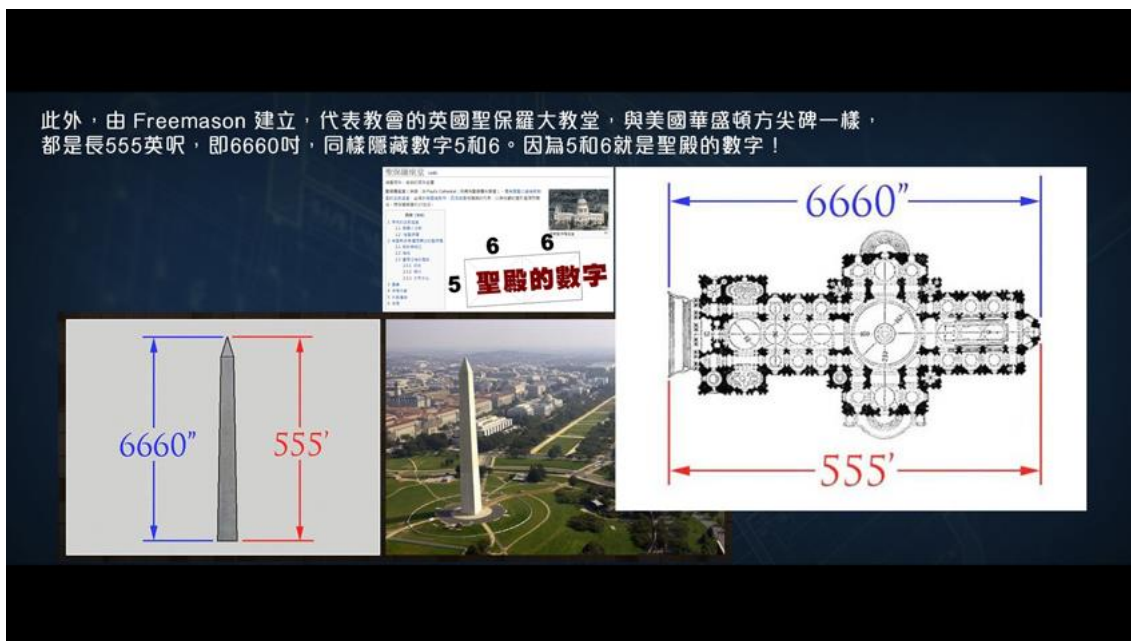 此外，由 Freemason 建立，代表教會的英國聖保羅大教堂，與美國華盛頓方尖碑一樣，
都是長555英呎，即6660吋，同樣隱藏數字5和6。因為5和6就是聖殿的數字！
6 6
5 聖殿的數字
6660"
555'
6660" 555'